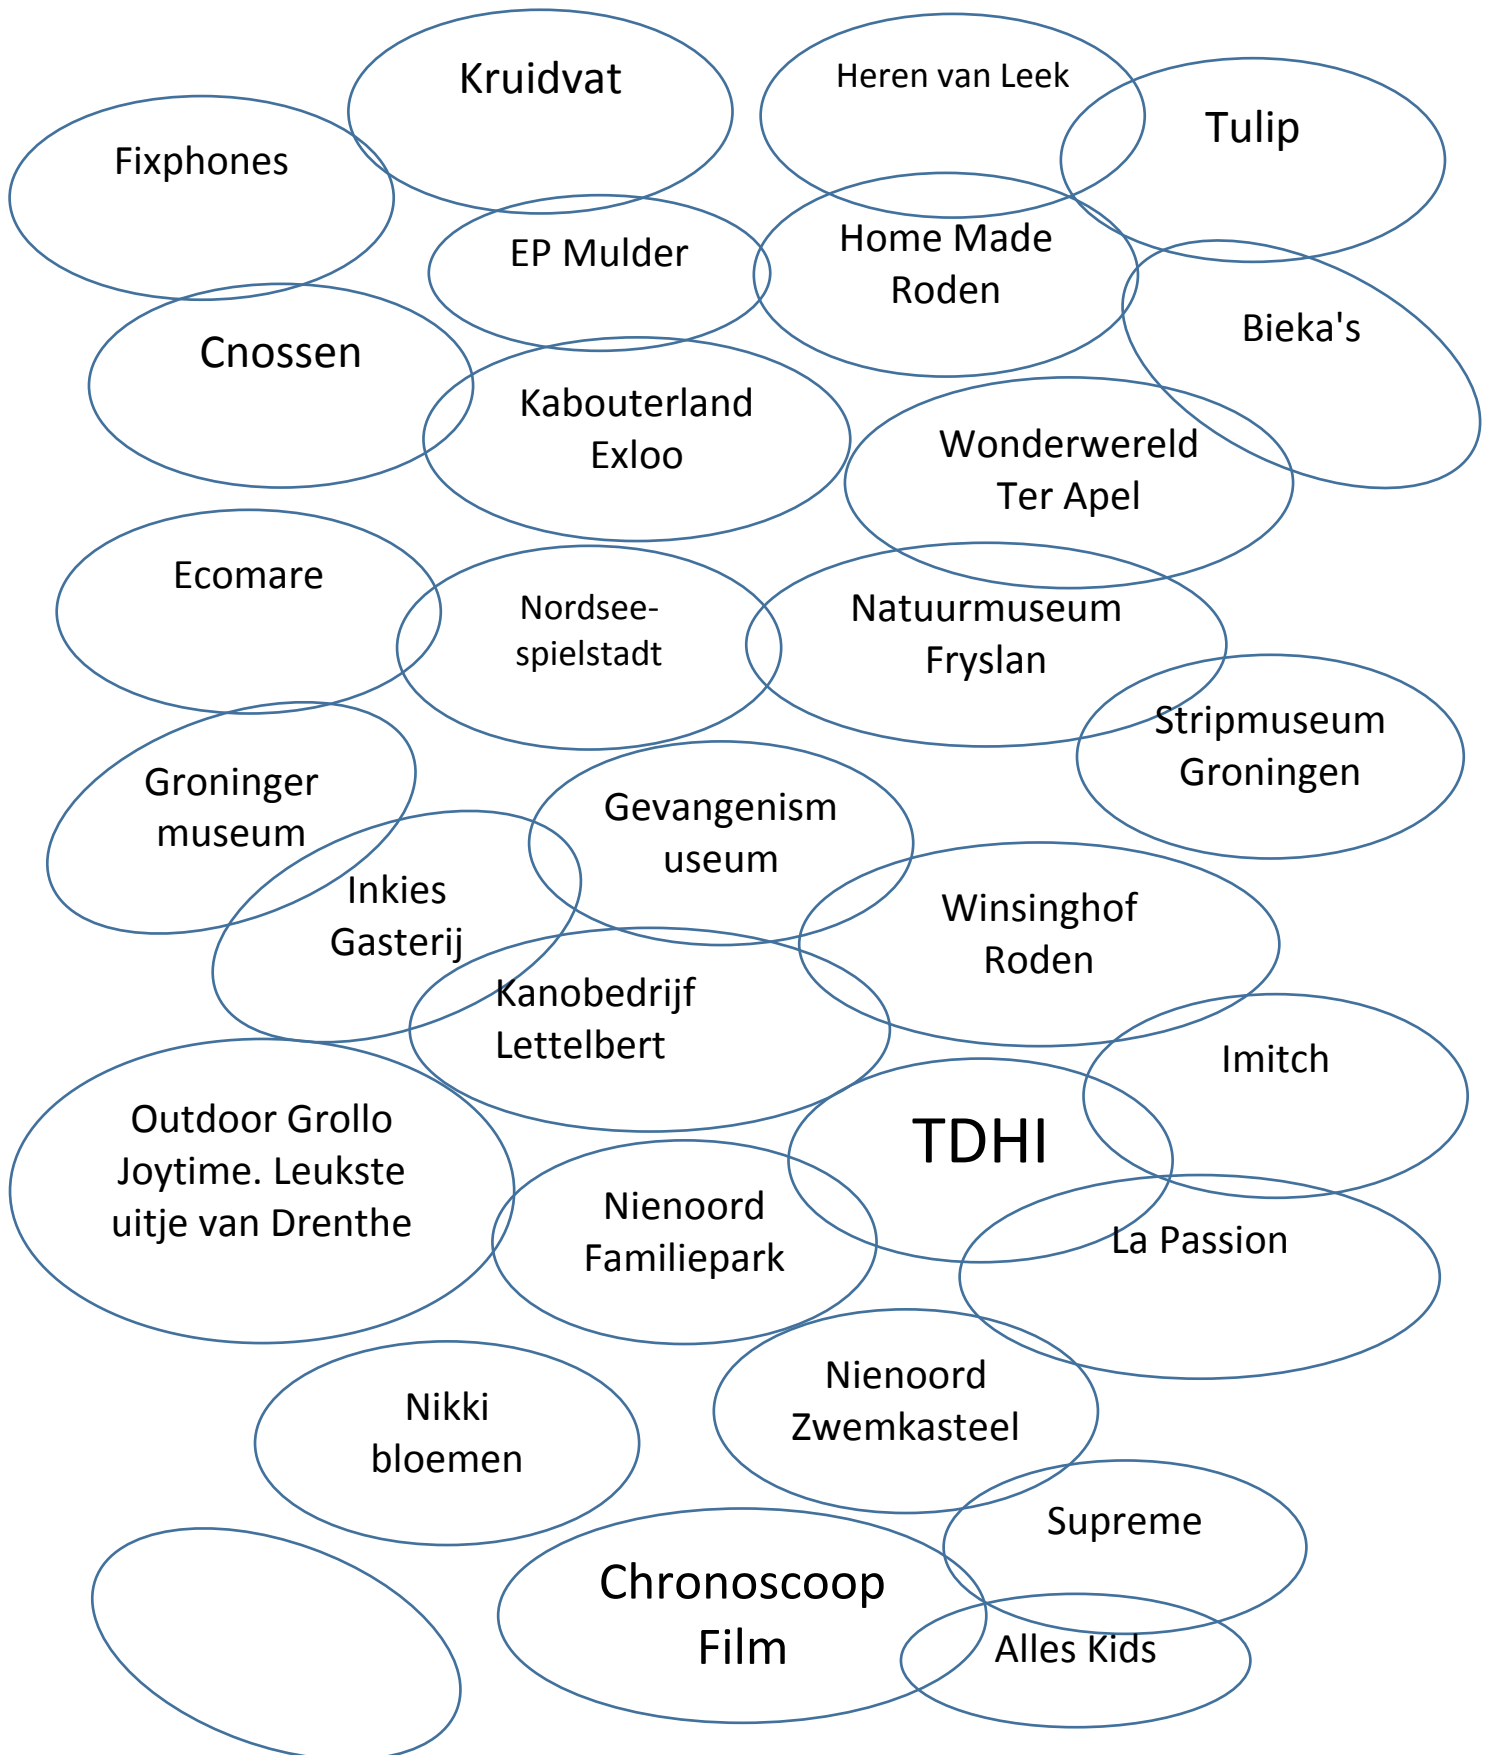 Kruidvat
Heren van Leek
Tulip
Fixphones
EP Mulder
Home Made
Roden
Bieka's
Cnossen
Kabouterland
Exloo
Wonderwereld
Ter Apel
Ecomare
Nordsee-
spielstadt
Natuurmuseum
Fryslan
Stripmuseum
Groningen
Groninger
museum
Gevangenism
useum
Inkies
Gasterij
Winsinghof
Roden
Kanobedrijf
Lettelbert
Imitch
Outdoor Grollo
Joytime. Leukste
uitje van Drenthe
TDHI
Nienoord
Familiepark
La Passion
Nikki
bloemen
Nienoord
Zwemkasteel
Supreme
Chronoscoop
Film
Alles Kids